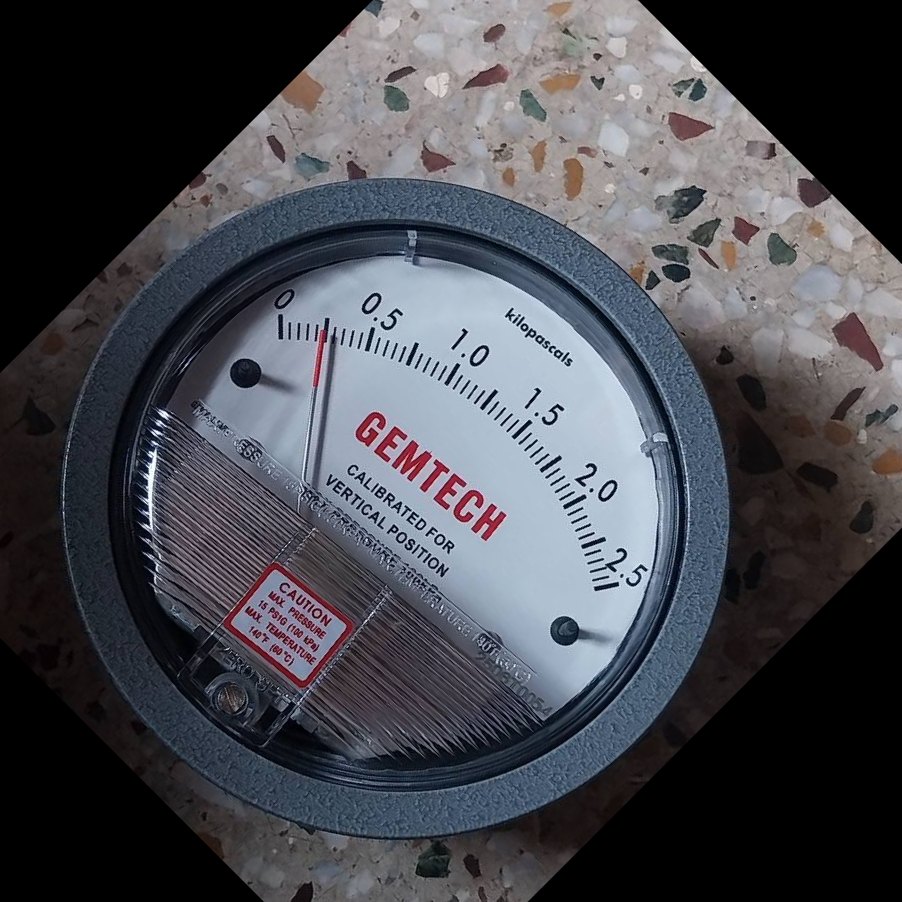 0
0.5
1.0
1.5
2.0
2.5
kilopascals
GEMTECH
CALIBRATED FOR
VERTICAL POSITION
CAUTION
MAX. PRESSURE
15 PSIG (100 kPa)
MAX. TEMPERATURE
140°F (60°C)